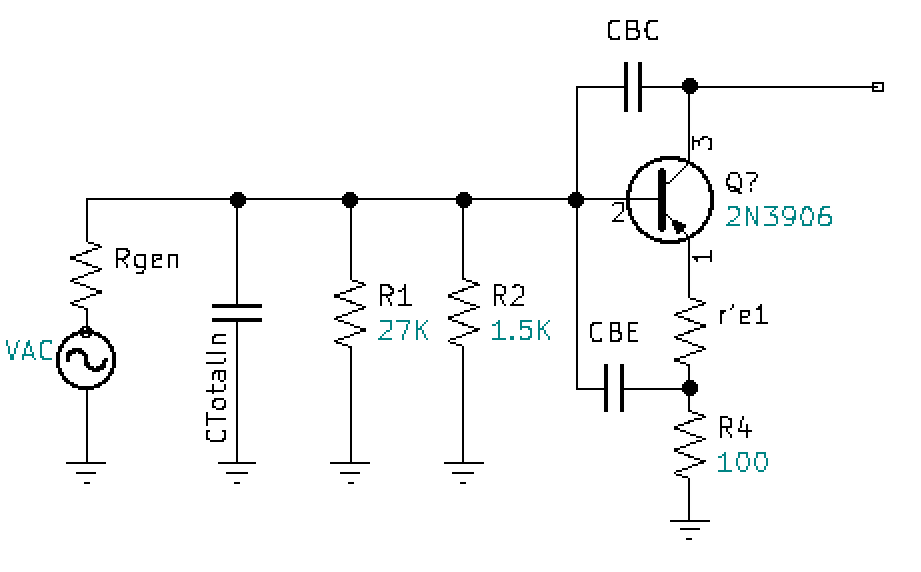 CBC
3
Q?
2N3906
2
1
Rgen
VAC
CTotalIn
R1
27K
R2
1.5K
r'e1
CBE
R4
100